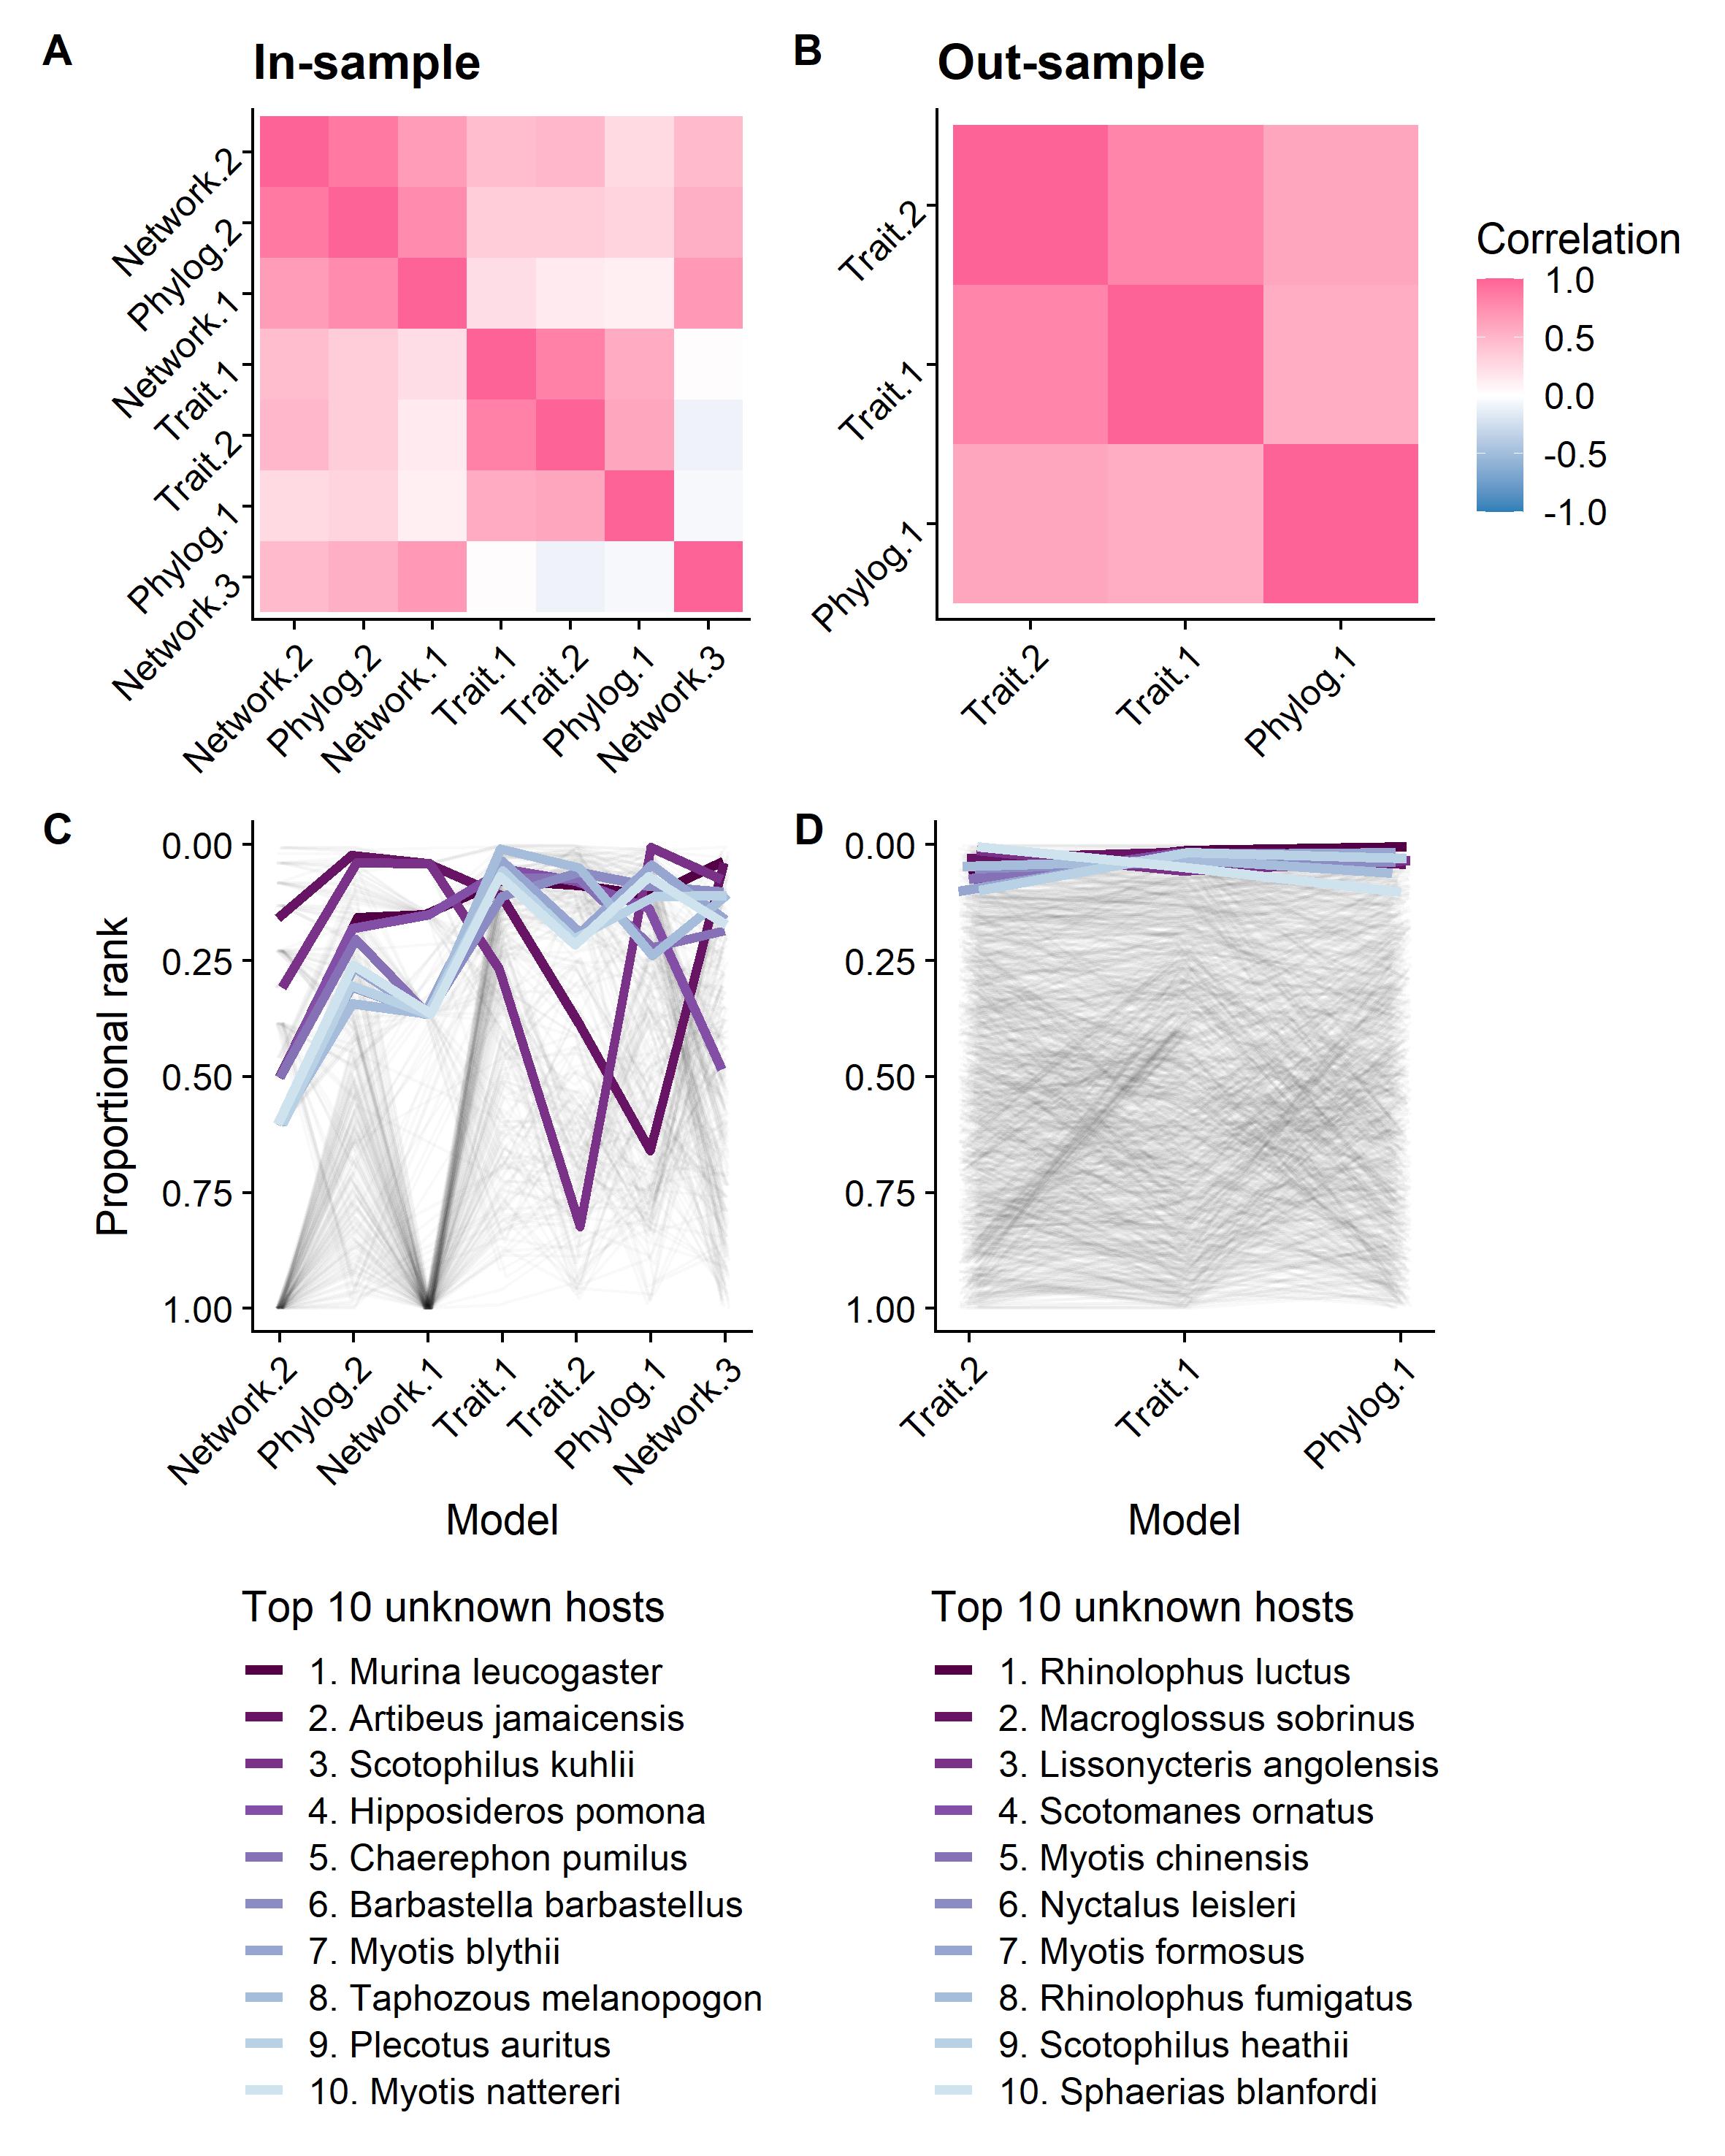 A
In-sample
Network.2
Phylog.2
Network.1
Trait.1
Trait.2
Phylog.1
Network.3
Network.2
Phylog.2
Network.1
Trait.1
Trait.2
Phylog.1
Network.3
B
Out-sample
Trait.2
Trait.1
Phylog.1
Trait.2
Trait.1
Phylog.1
Correlation
1.0
0.5
0.0
-0.5
-1.0
C
Proportional rank
0.00
0.25
0.50
0.75
1.00
Network.2
Phylog.2
Network.1
Trait.1
Trait.2
Phylog.1
Network.3
Model
D
0.00
0.25
0.50
0.75
1.00
Trait.2
Trait.1
Phylog.1
Model
Top 10 unknown hosts
1. Murina leucogaster
2. Artibeus jamaicensis
3. Scotophilus kuhlii
4. Hipposideros pomona
5. Chaerephon pumilus
6. Barbastella barbastellus
7. Myotis blythii
8. Taphozous melanopogon
9. Plecotus auritus
10. Myotis nattereri
Top 10 unknown hosts
1. Rhinolophus luctus
2. Macroglossus sobrinus
3. Lissonycteris angolensis
4. Scotomanes ornatus
5. Myotis chinensis
6. Nyctalus leisleri
7. Myotis formosus
8. Rhinolophus fumigatus
9. Scotophilus heathii
10. Sphaerias blanfordi